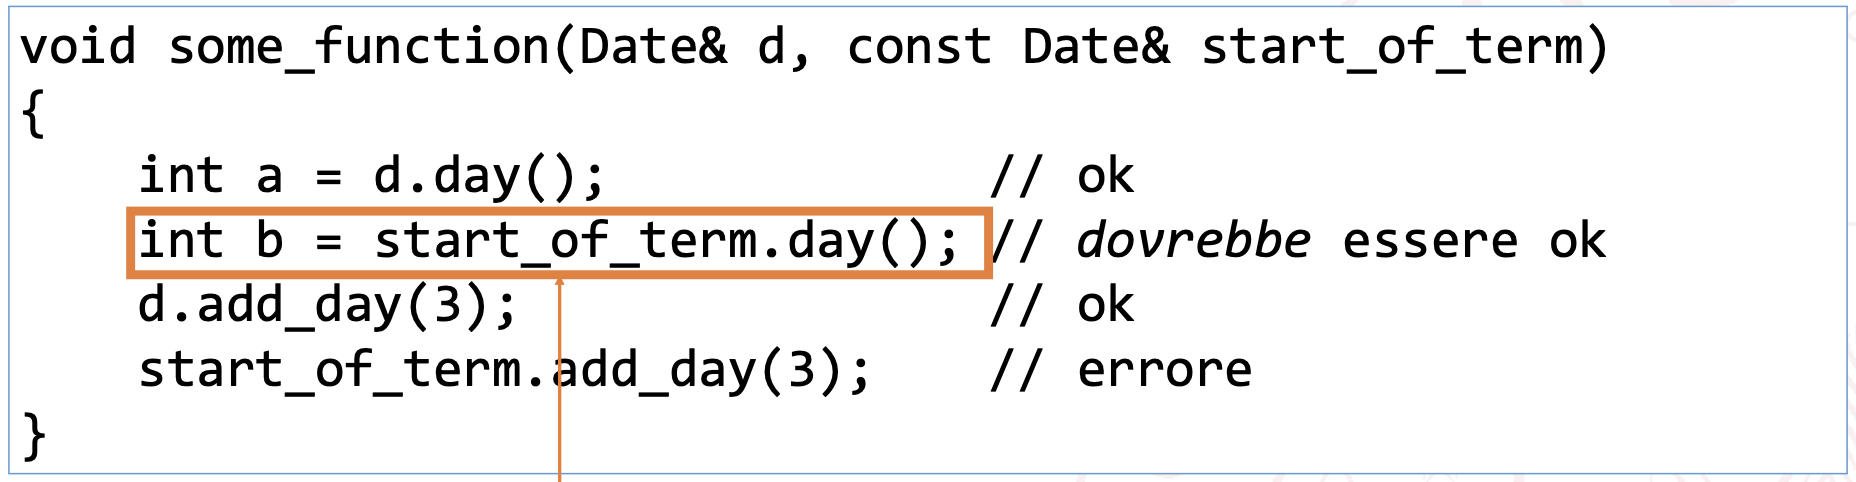 void some_function(Date& d, const Date& start_of_term)
{
    int a = d.day();             // ok
    int b = start_of_term.day(); // dovrebbe essere ok
    d.add_day(3);                // ok
    start_of_term.add_day(3);    // errore
}